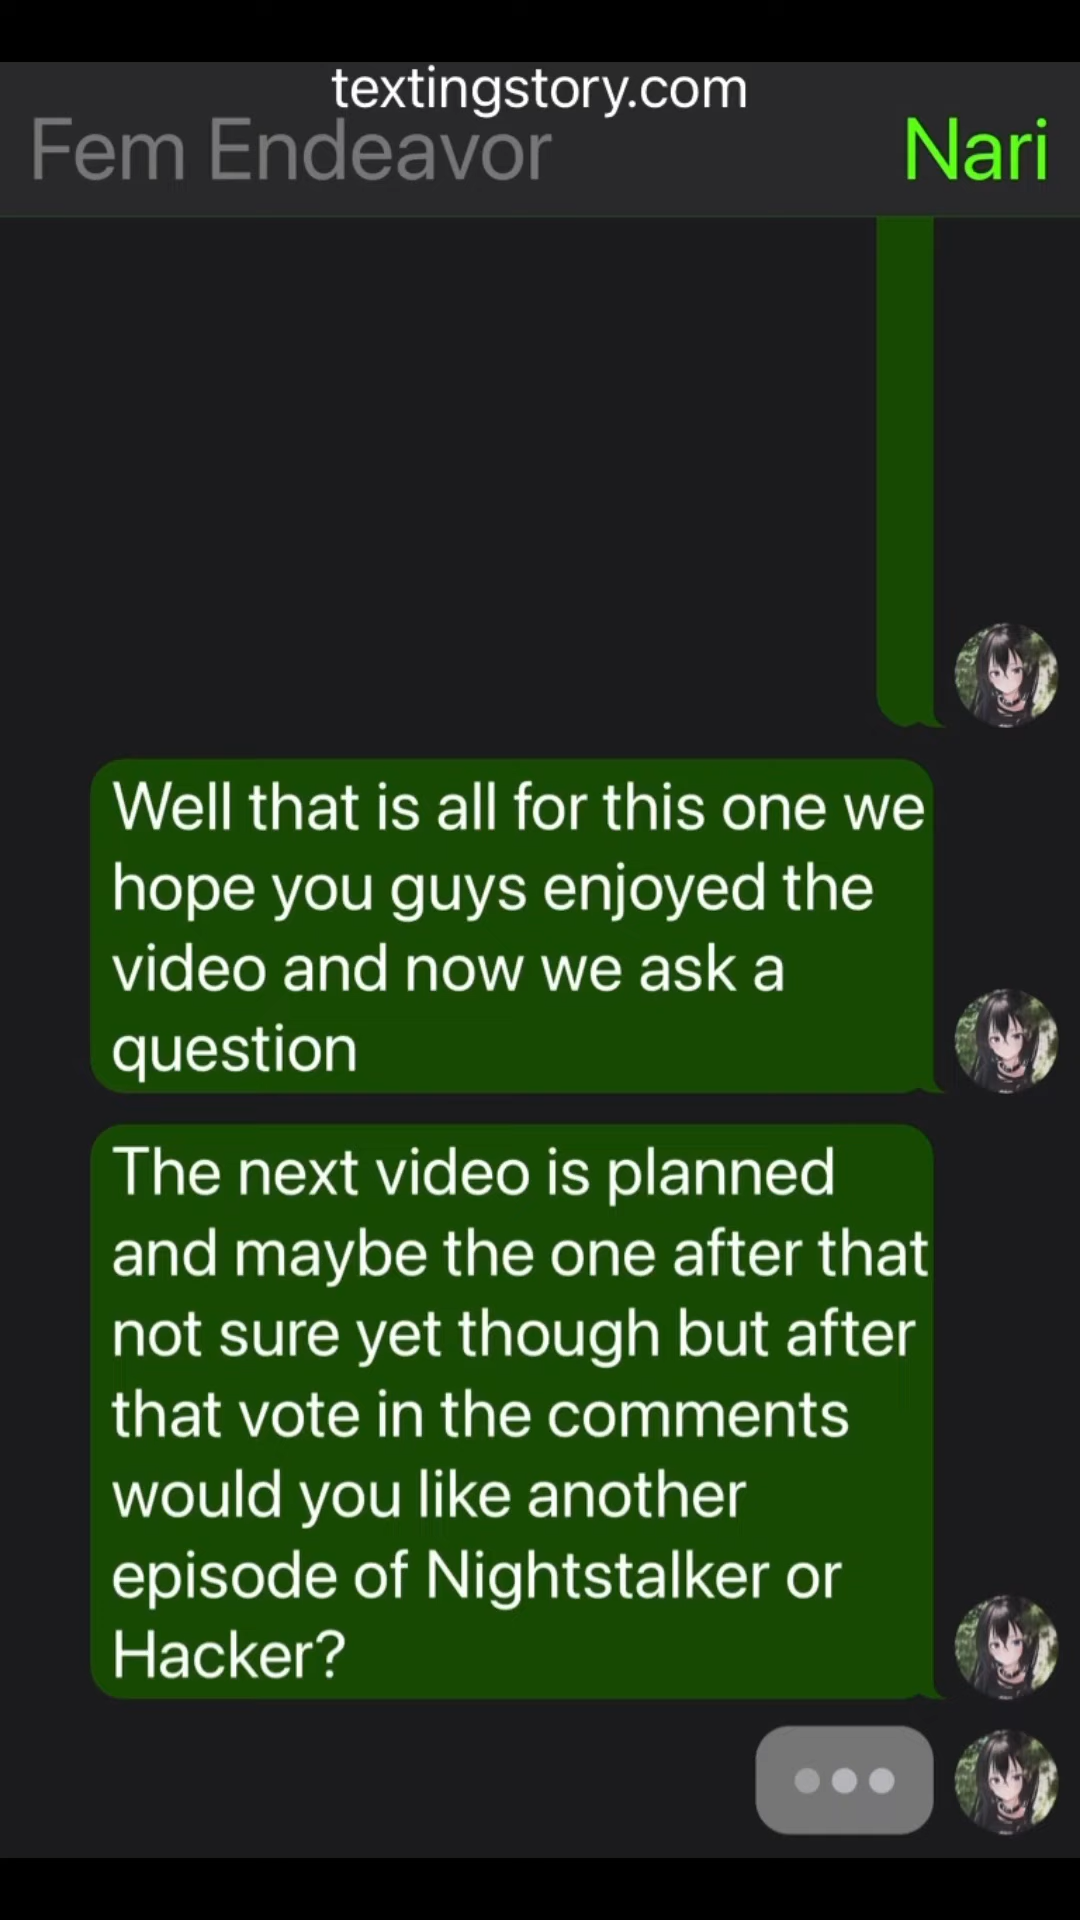 textingstory.com
Fem Endeavor
Nari
Well that is all for this one we
hope you guys enjoyed the
video and now we ask a
question
The next video is planned
and maybe the one after that
not sure yet though but after
that vote in the comments
would you like another
episode of Nightstalker or
Hacker?